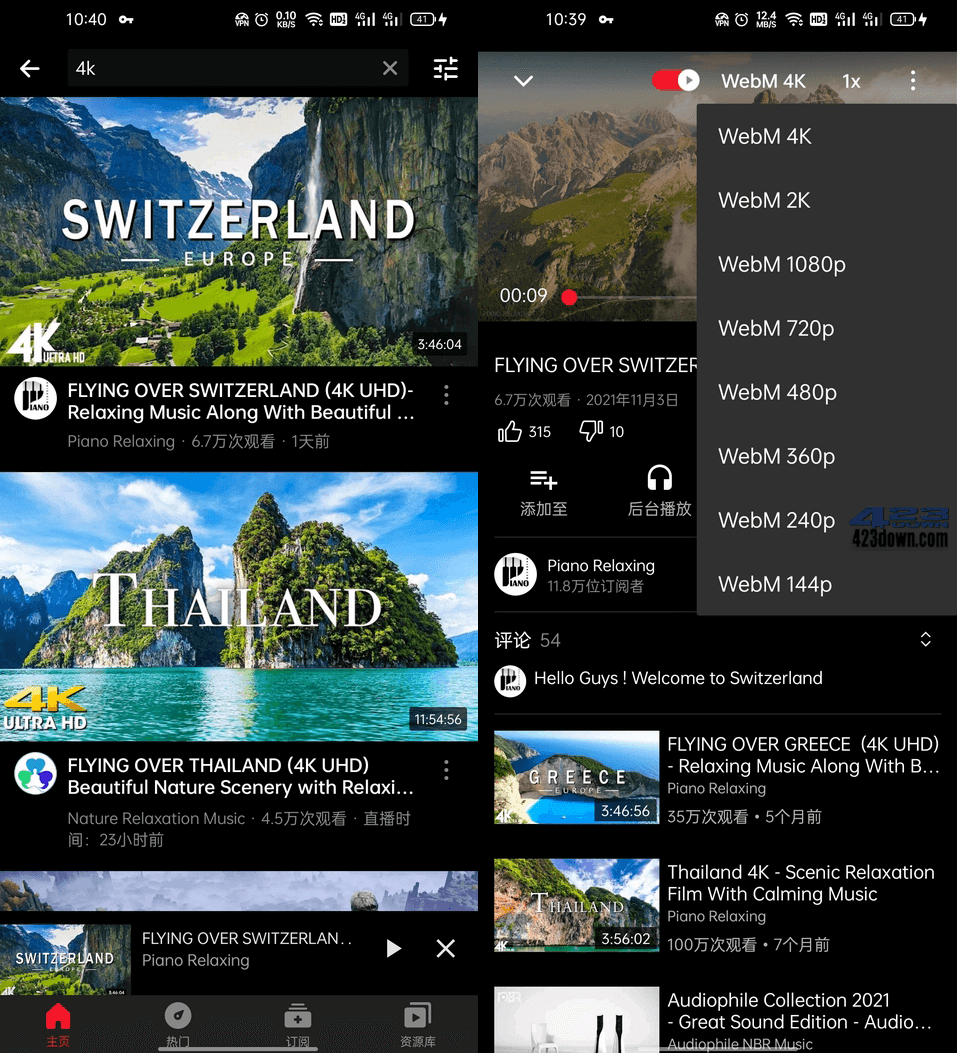 10:40
VPN
0.10
KB/S
HD
4G
4G
41
4k
SWITZERLAND
EUROPE
4K
ULTRA HD
3:46:04
PIANO
FLYING OVER SWITZERLAND (4K UHD)-
Relaxing Music Along With Beautiful ...
Piano Relaxing · 6.7万次观看 · 1天前
THAILAND
4K
ULTRA HD
11:54:56
FLYING OVER THAILAND (4K UHD)
Beautiful Nature Scenery with Relaxi...
Nature Relaxation Music · 4.5万次观看 · 直播时
间：23小时前
SWITZERLAND
EUROPE
4K
3:46:04
FLYING OVER SWITZERLAN..
Piano Relaxing
主页
热门
订阅
资源库
10:39
VPN
12.4
MB/S
HD
4G
4G
41
WebM 4K
1x
WebM 4K
WebM 2K
WebM 1080p
WebM 720p
WebM 480p
WebM 360p
WebM 240p
WebM 144p
423down.com
00:09
FLYING OVER SWITZER
6.7万次观看 · 2021年11月3日
315
10
添加至
后台播放
PIANO
Piano Relaxing
11.8万位订阅者
评论 54
PIANO
Hello Guys ! Welcome to Switzerland
GREECE
EUROPE
4K
3:46:56
FLYING OVER GREECE (4K UHD)
- Relaxing Music Along With B...
Piano Relaxing
35万次观看 • 5个月前
THAILAND
4K
3:56:02
Thailand 4K - Scenic Relaxation
Film With Calming Music
Piano Relaxing
100万次观看 • 7个月前
NBR
Audiophile Collection 2021
- Great Sound Edition - Audio...
Audiophile NBR Music